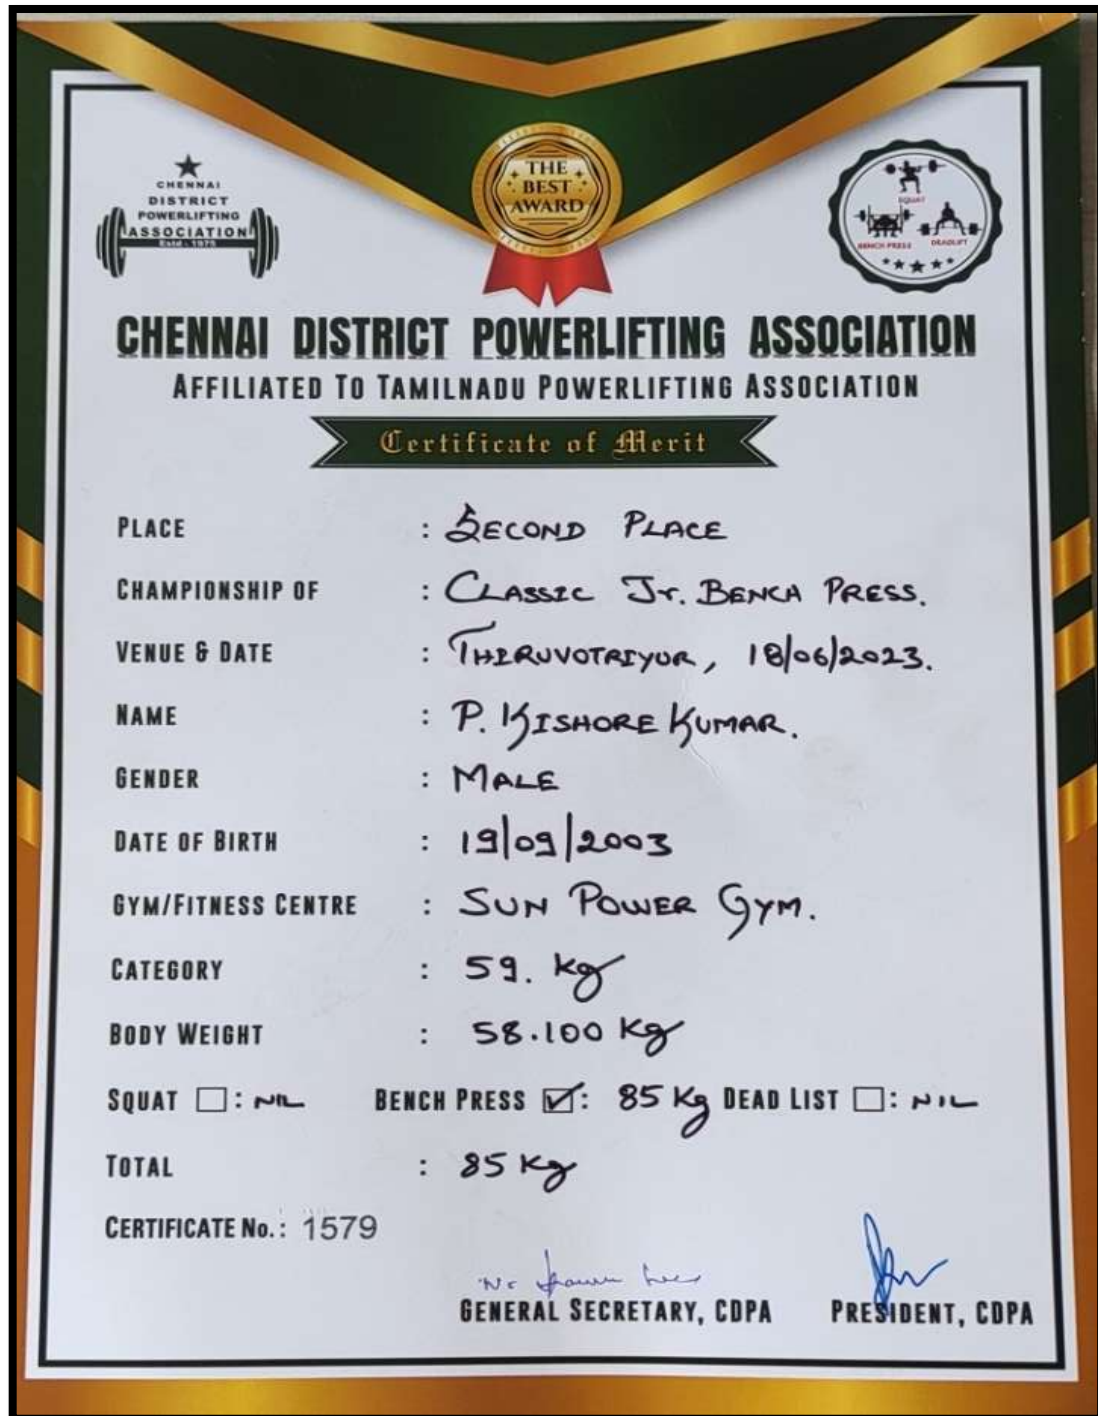 CHENNAI
DISTRICT
POWERLIFTING
ASSOCIATION
Estd - 1975
THE
BEST
AWARD
SQUAT
BENCH PRESS
DEADLIFT
CHENNAI DISTRICT POWERLIFTING ASSOCIATION
AFFILIATED TO TAMILNADU POWERLIFTING ASSOCIATION
Certificate of Merit
PLACE : SECOND PLACE
CHAMPIONSHIP OF : CLASSIC Jr. BENCH PRESS.
VENUE & DATE : THIRUVOTRIYUR, 18/06/2023.
NAME : P. KISHORE KUMAR.
GENDER : MALE
DATE OF BIRTH : 19/09/2003
GYM/FITNESS CENTRE : SUN POWER GYM.
CATEGORY : 59. kg
BODY WEIGHT : 58.100 Kg
SQUAT : NIL BENCH PRESS ☑: 85 Kg DEAD LIST : NIL
TOTAL : 85 Kg
CERTIFICATE No.: 1579
GENERAL SECRETARY, CDPA PRESIDENT, CDPA